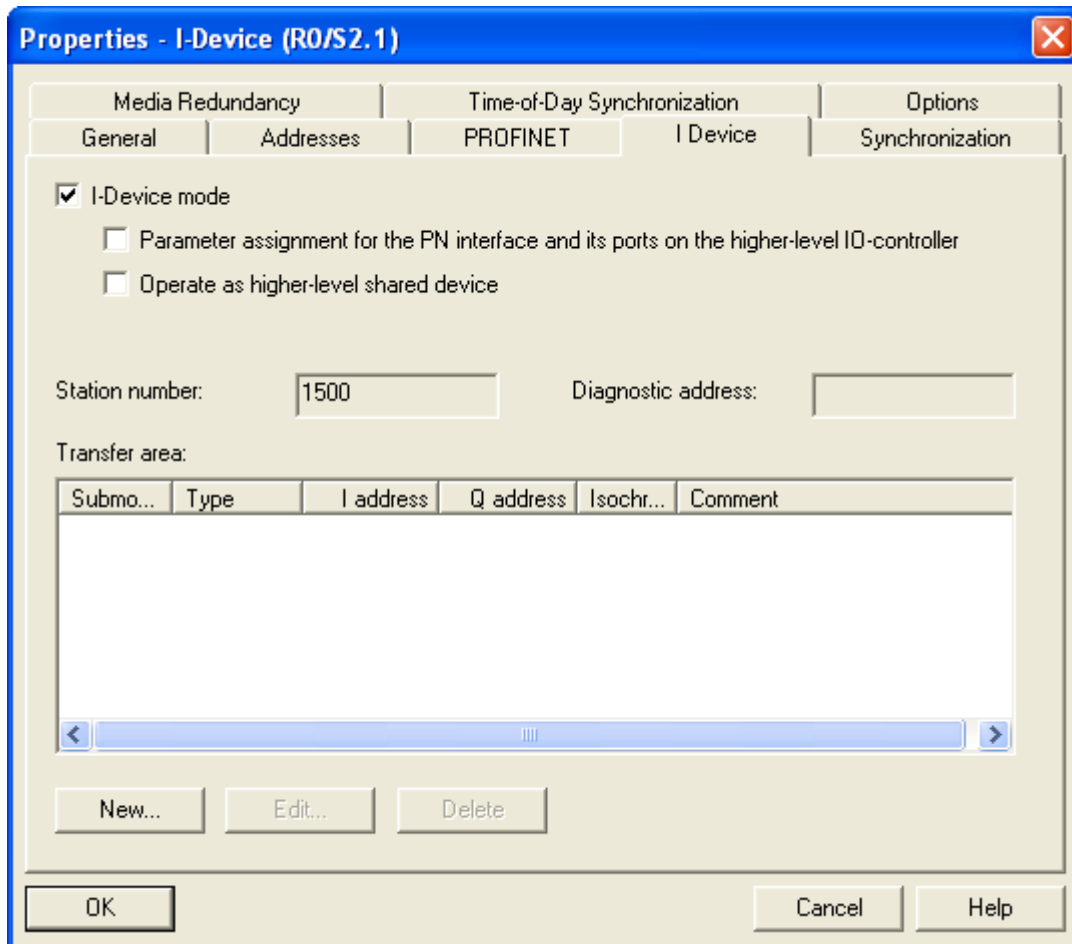 Properties - I-Device (R0/S2.1)
Media Redundancy Time-of-Day Synchronization Options
General Addresses PROFINET I Device Synchronization
I-Device mode
Parameter assignment for the PN interface and its ports on the higher-level IO-controller
Operate as higher-level shared device
Station number: 1500 Diagnostic address:
Transfer area:
Submo... Type I address Q address Isochr... Comment
New... Edit... Delete
OK Cancel Help